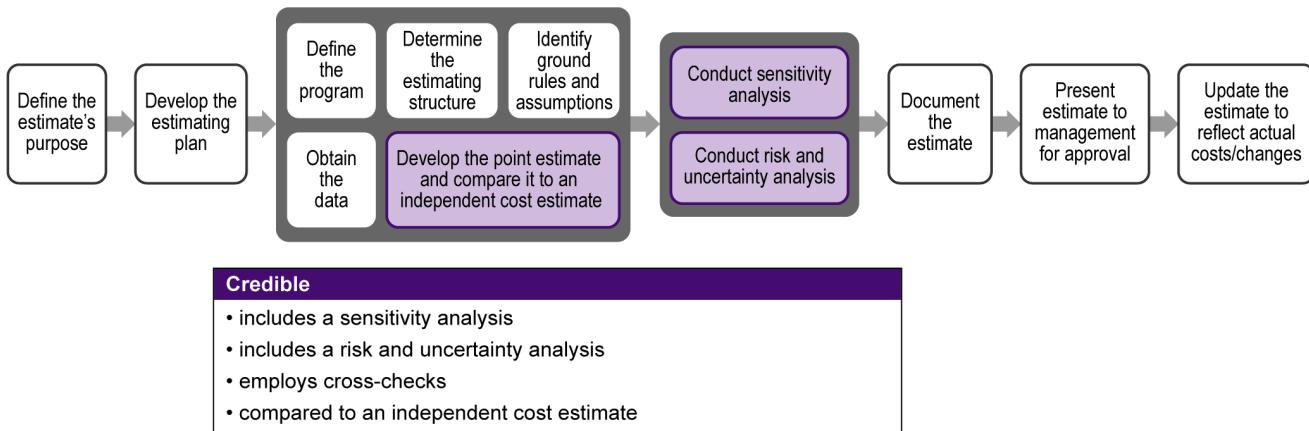 Define the
estimate's
purpose
Develop the
estimating
plan
Define
the
program
Determine
the
estimating
structure
Identify
ground
rules and
assumptions
Obtain
the
data
Develop the point estimate
and compare it to an
independent cost estimate
Conduct sensitivity
analysis
Conduct risk and
uncertainty analysis
Document
the
estimate
Present
estimate to
management
for approval
Update the
estimate to
reflect actual
costs/changes
Credible
• includes a sensitivity analysis
• includes a risk and uncertainty analysis
• employs cross-checks
• compared to an independent cost estimate